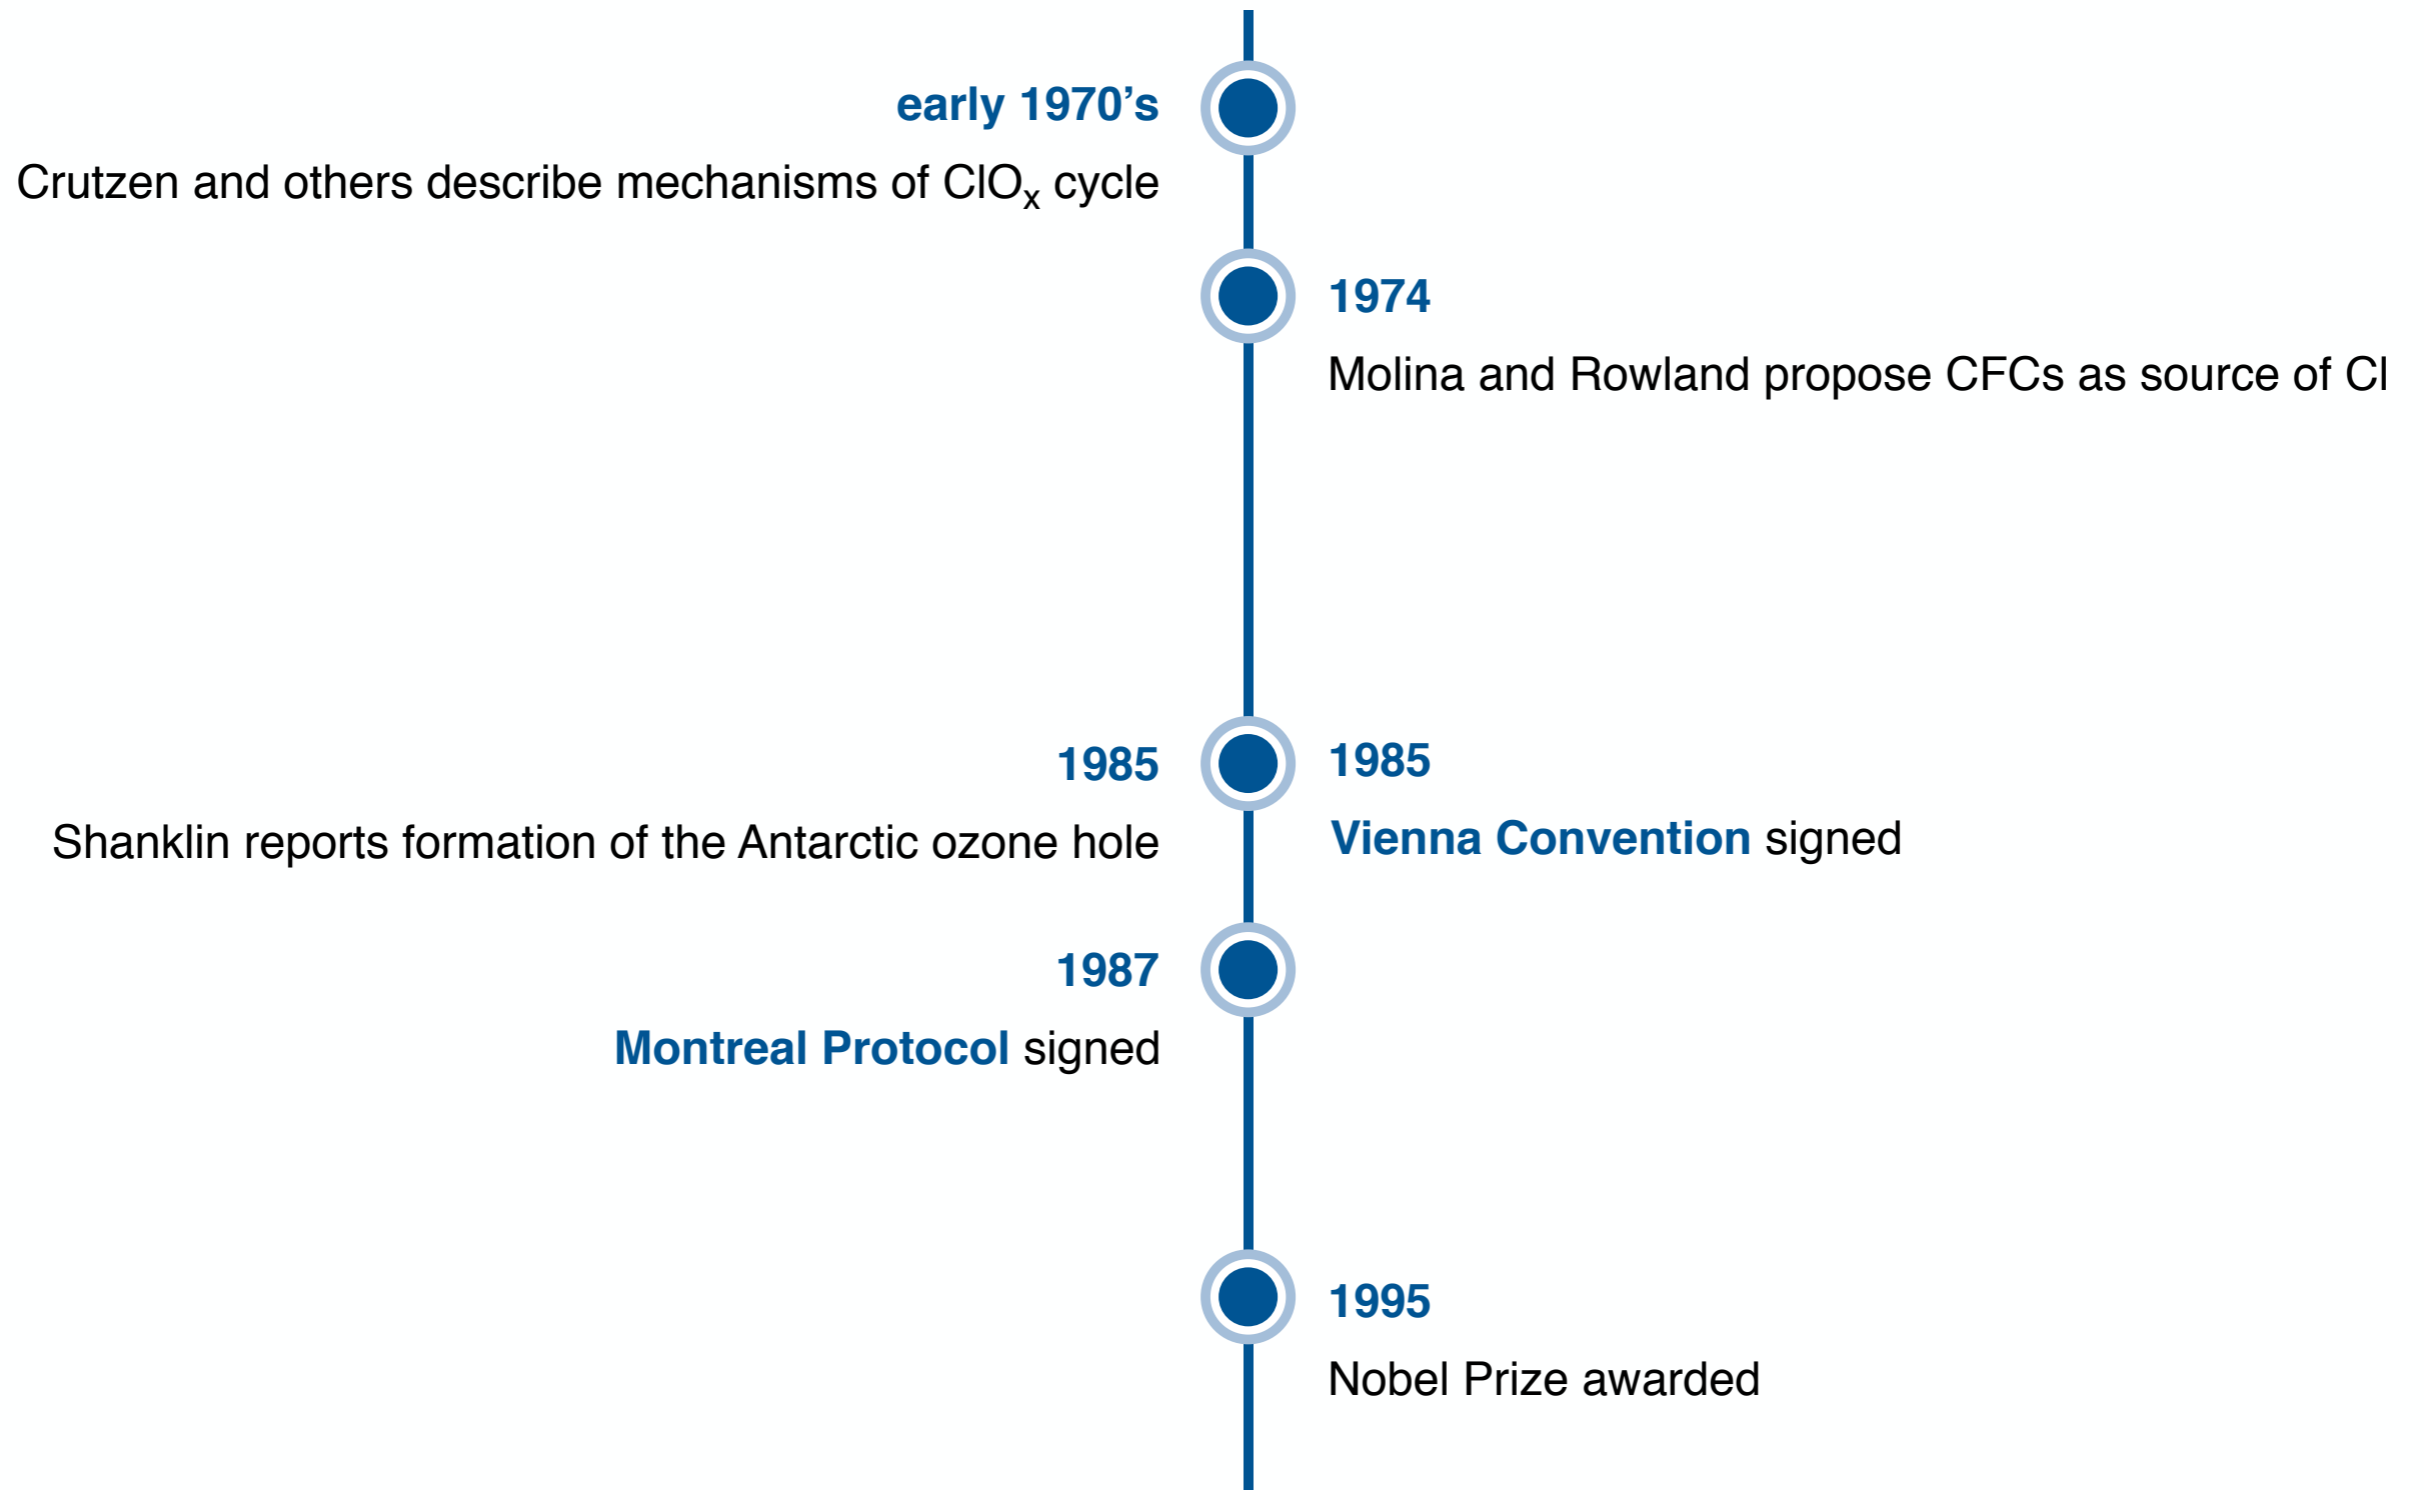 early 1970’s
Crutzen and others describe mechanisms of ClOx cycle
1974
Molina and Rowland propose CFCs as source of Cl
1985
Shanklin reports formation of the Antarctic ozone hole
1985
Vienna Convention signed
1987
Montreal Protocol signed
1995
Nobel Prize awarded